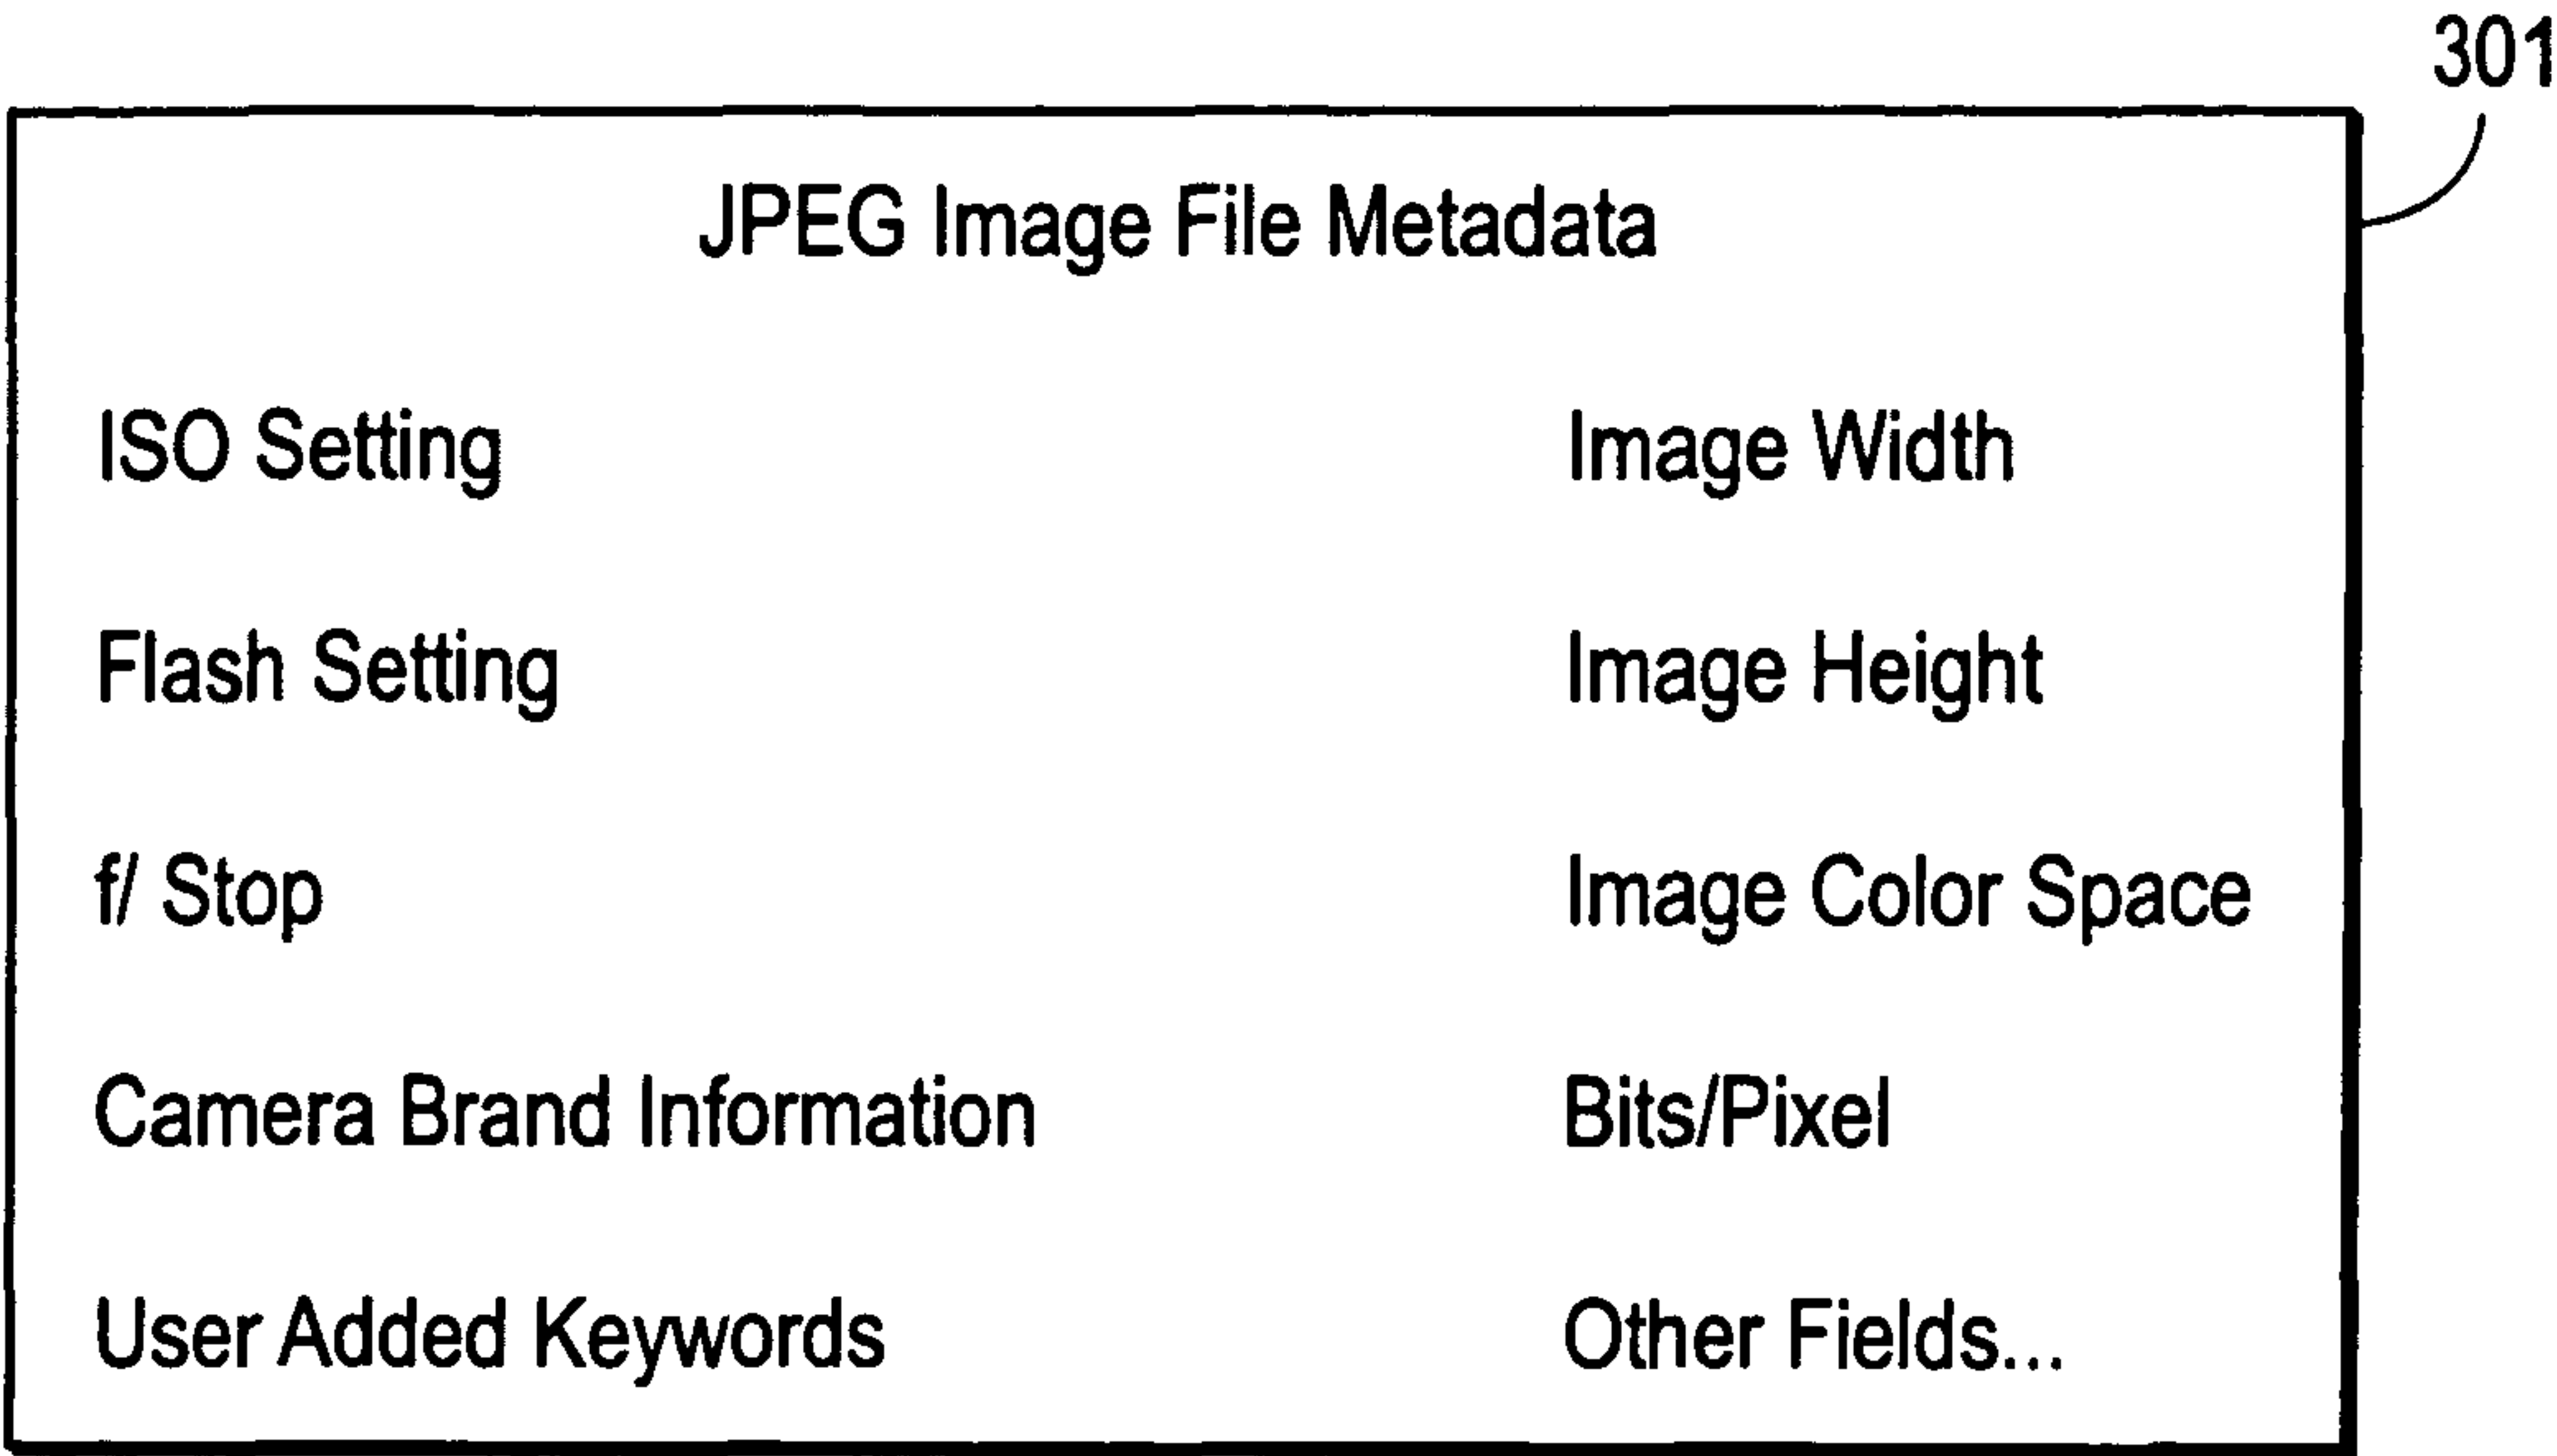 301
JPEG Image File Metadata
ISO Setting
Image Width
Flash Setting
Image Height
f/ Stop
Image Color Space
Camera Brand Information
Bits/Pixel
User Added Keywords
Other Fields...